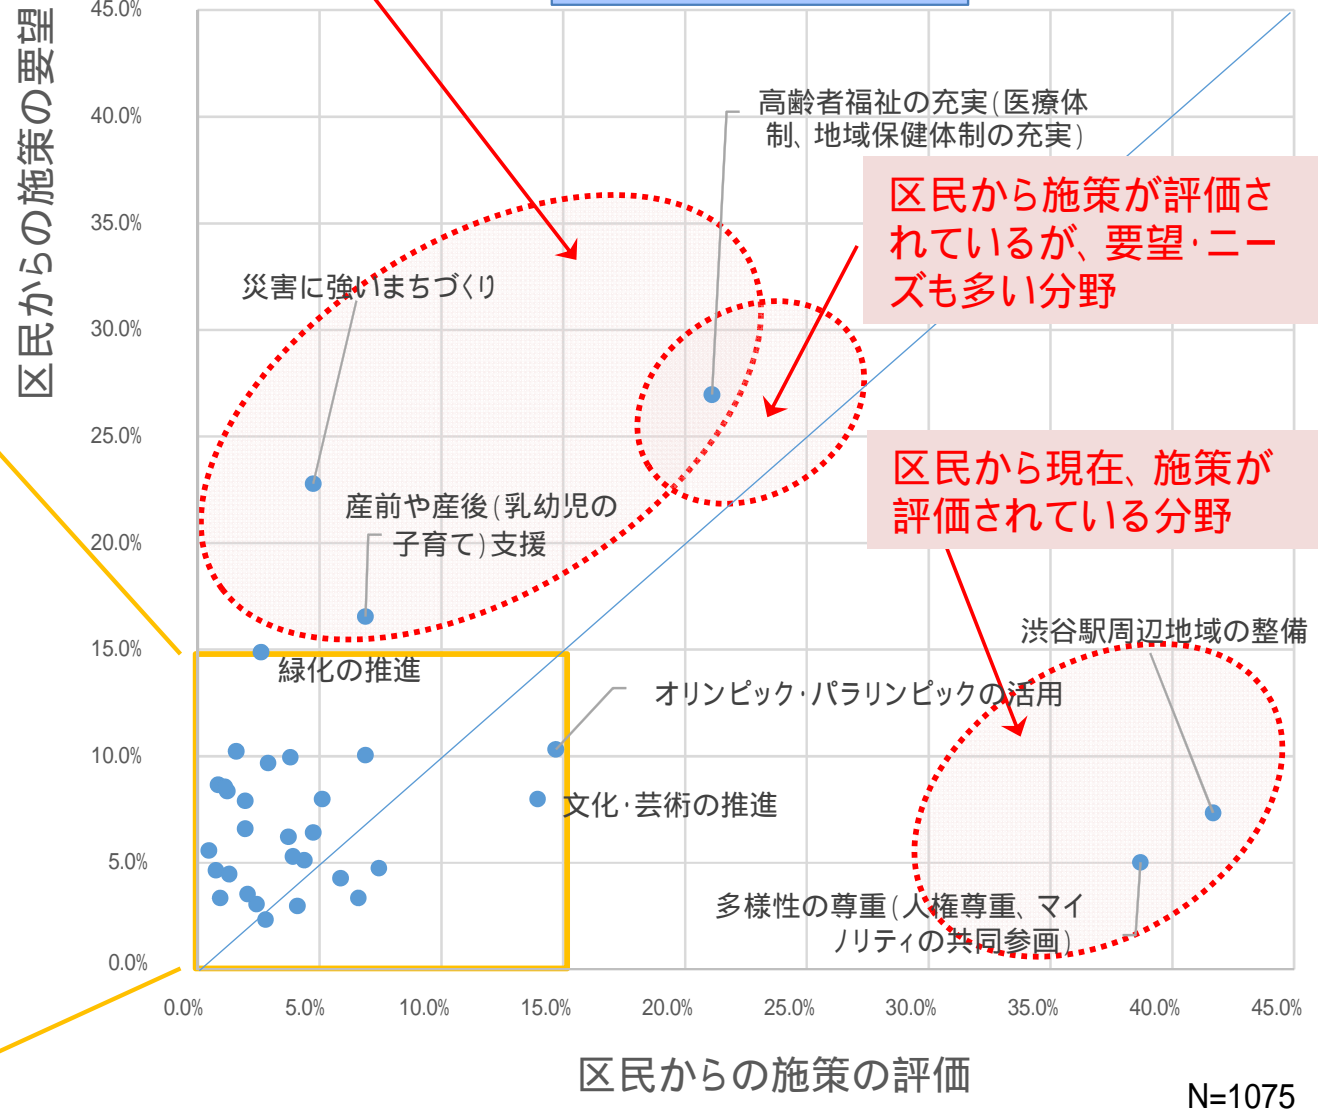 区民からの施策の要望
45.0%
40.0%
35.0%
30.0%
25.0%
20.0%
15.0%
10.0%
5.0%
0.0%
高齢者福祉の充実(医療体
制、地域保健体制の充実)
区民から施策が評価さ
れているが、要望・ニー
ズも多い分野
災害に強いまちづくり
区民から現在、施策が
評価されている分野
産前や産後(乳幼児の
子育て)支援
渋谷駅周辺地域の整備
緑化の推進
オリンピック・パラリンピックの活用
文化・芸術の推進
多様性の尊重(人権尊重、マイ
ノリティの共同参画)
0.0%
5.0%
10.0%
15.0%
20.0%
25.0%
30.0%
35.0%
40.0%
45.0%
区民からの施策の評価
N=1075